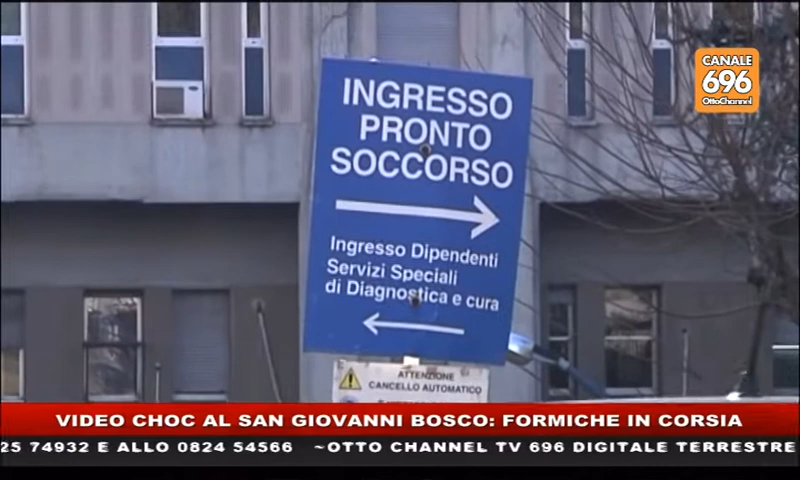 CANALE
696
OttoChannel
INGRESSO
PRONTO
SOCCORSO
Ingresso Dipendenti
Servizi Speciali
di Diagnostica e cura
ATTENZIONE
CANCELLO AUTOMATICO
VIDEO CHOC AL SAN GIOVANNI BOSCO: FORMICHE IN CORSIA
25 74932 E ALLO 0824 54566 ~OTTO CHANNEL TV 696 DIGITALE TERRESTRE